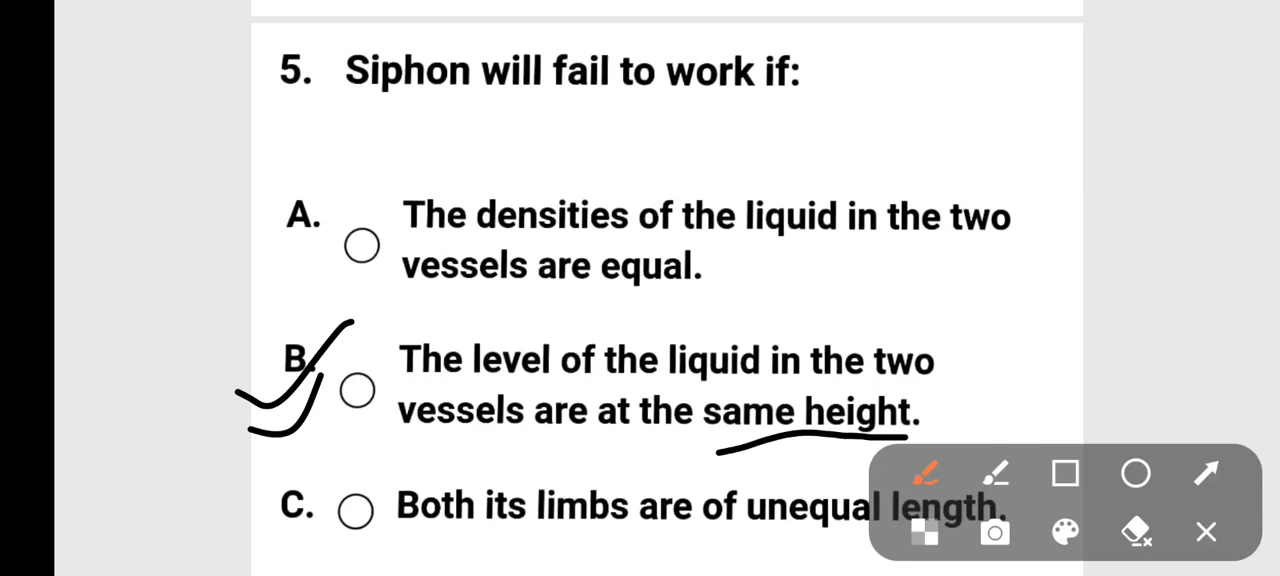 5. Siphon will fail to work if:
A. The densities of the liquid in the two
vessels are equal.
B. The level of the liquid in the two
vessels are at the same height.
C. Both its limbs are of unequal length.